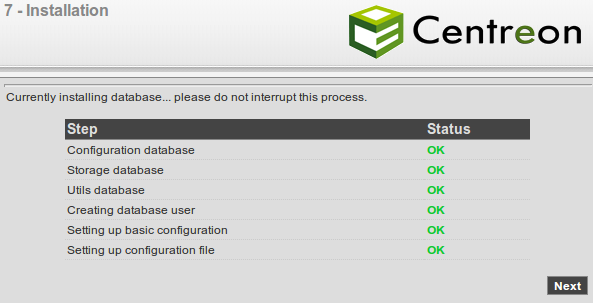 7 - Installation
Centreon
Currently installing database... please do not interrupt this process.
Step Status
Configuration database OK
Storage database OK
Utils database OK
Creating database user OK
Setting up basic configuration OK
Setting up configuration file OK
Next